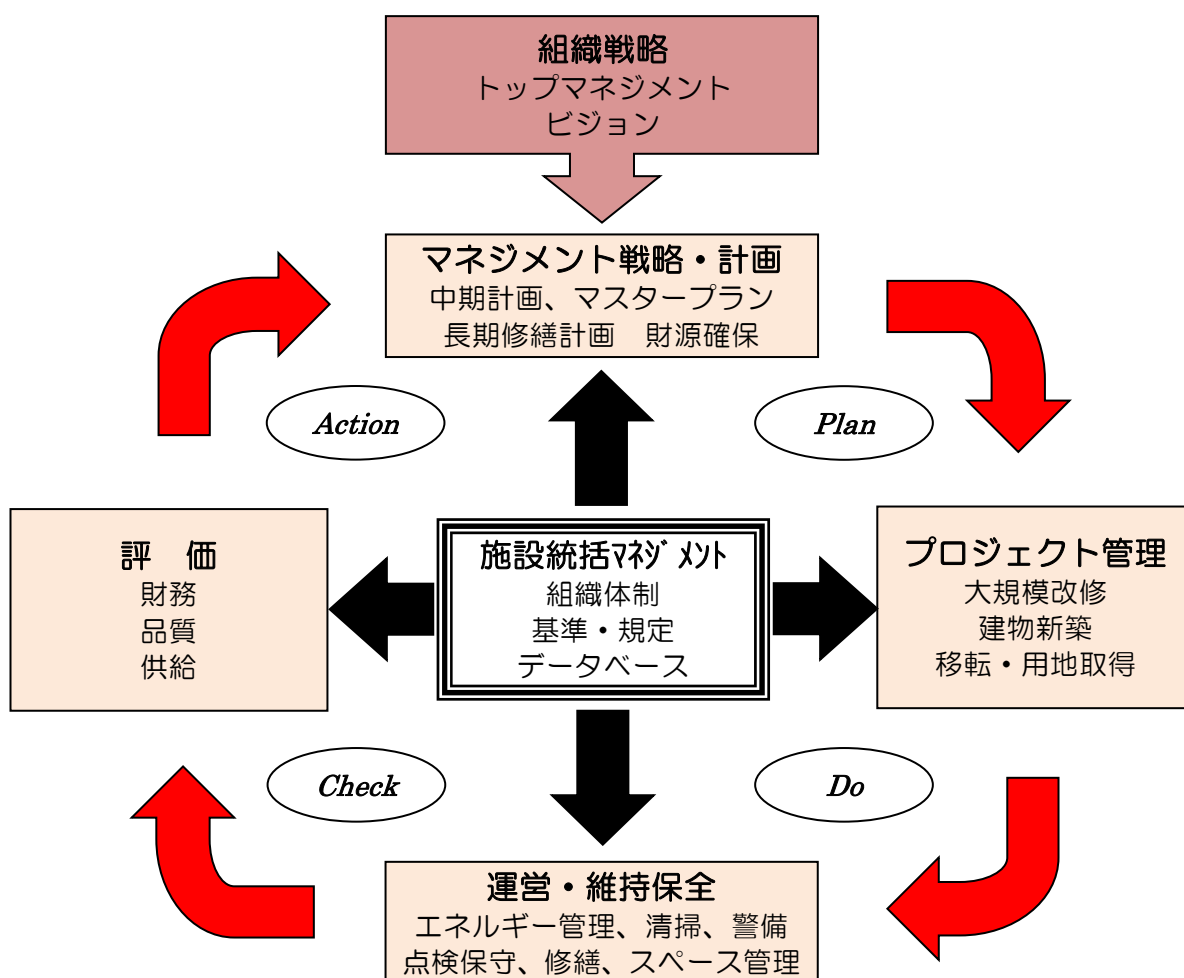 組織戦略
トップマネジメント
ビジョン
マネジメント戦略・計画
中期計画、マスタープラン
長期修繕計画　財源確保
Action
Plan
評　価
財務
品質
供給
施設統括ﾏﾈｼﾞﾒﾝﾄ
組織体制
基準・規定
データベース
プロジェクト管理
大規模改修
建物新築
移転・用地取得
Check
Do
運営・維持保全
エネルギー管理、清掃、警備
点検保守、修繕、スペース管理